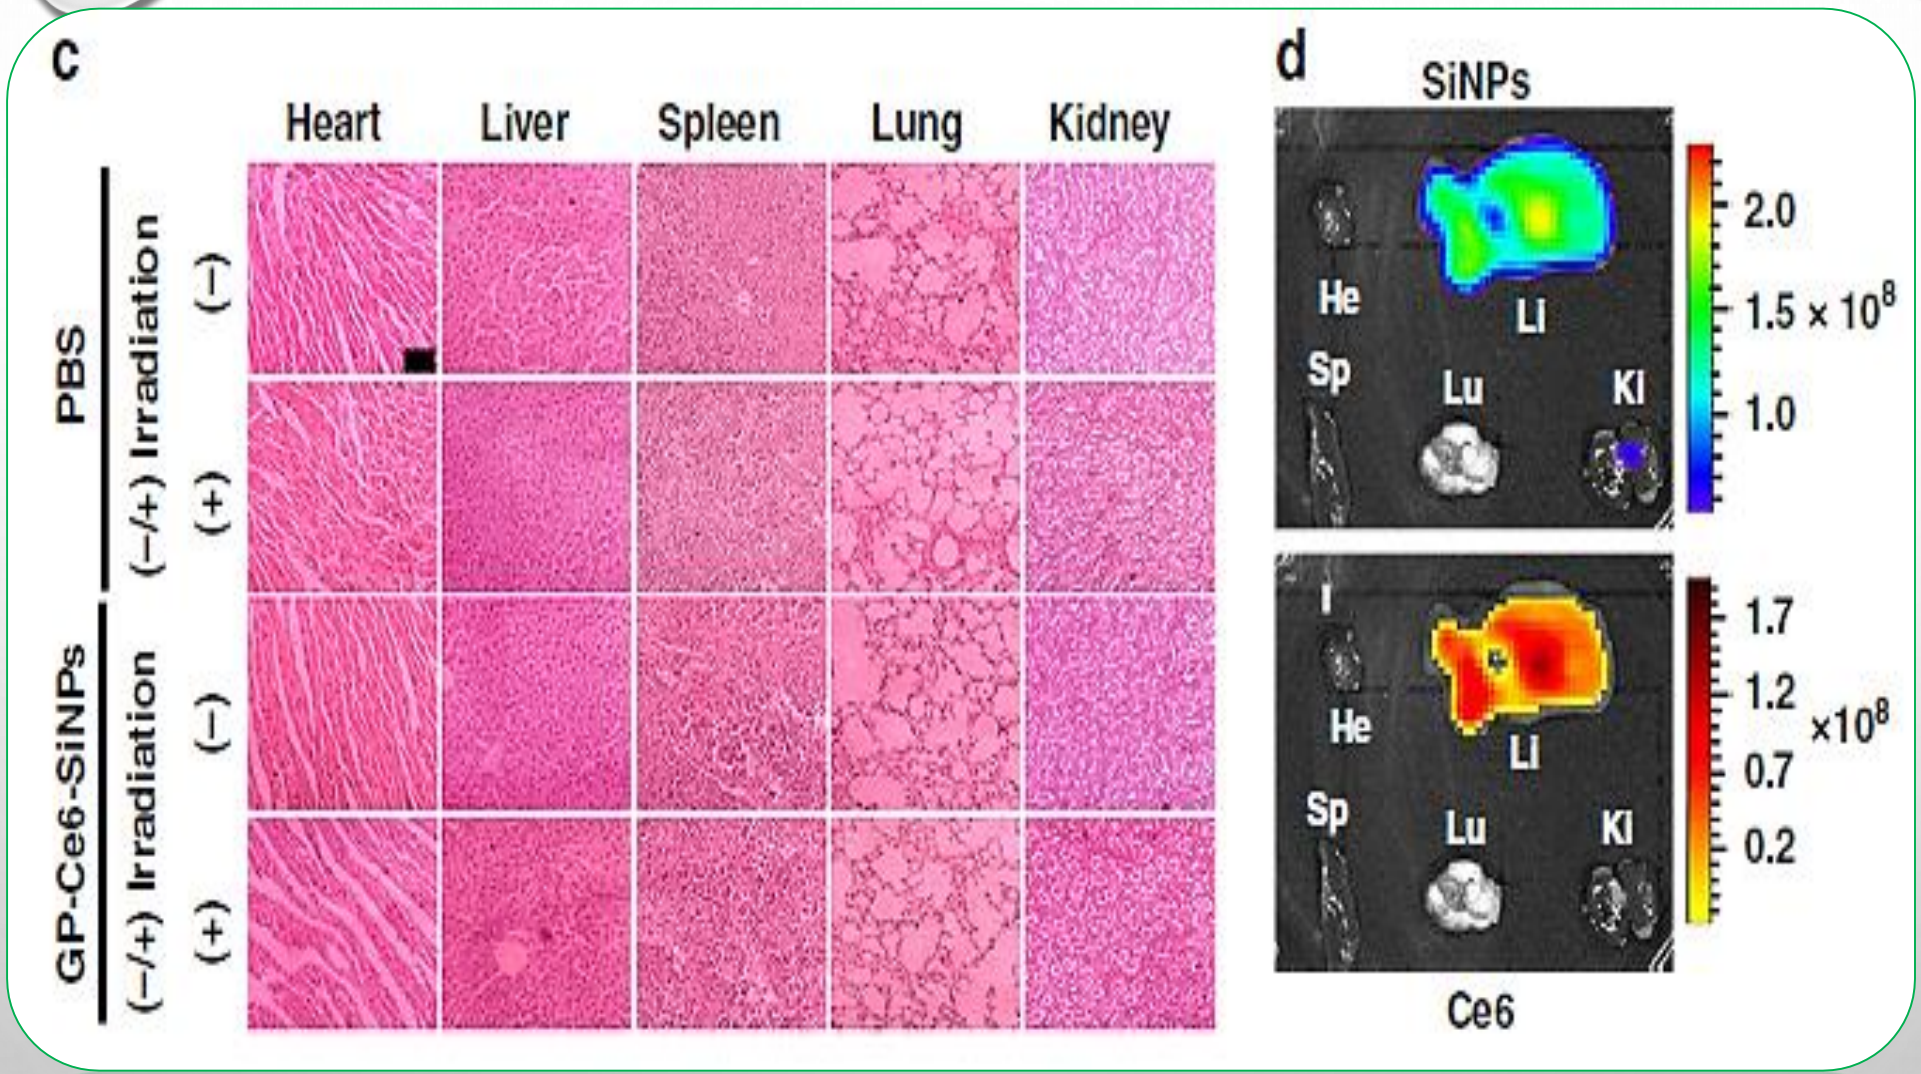 c
Heart Liver Spleen Lung Kidney
PBS
(–/+) Irradiation
(–)
(+)
GP-Ce6-SiNPs
(–/+) Irradiation
(–)
(+)
d
SiNPs
He
Li
Sp
Lu
Ki
2.0
1.5 × 10⁸
1.0
He
Li
Sp
Lu
Ki
1.7
1.2
×10⁸
0.7
0.2
Ce6